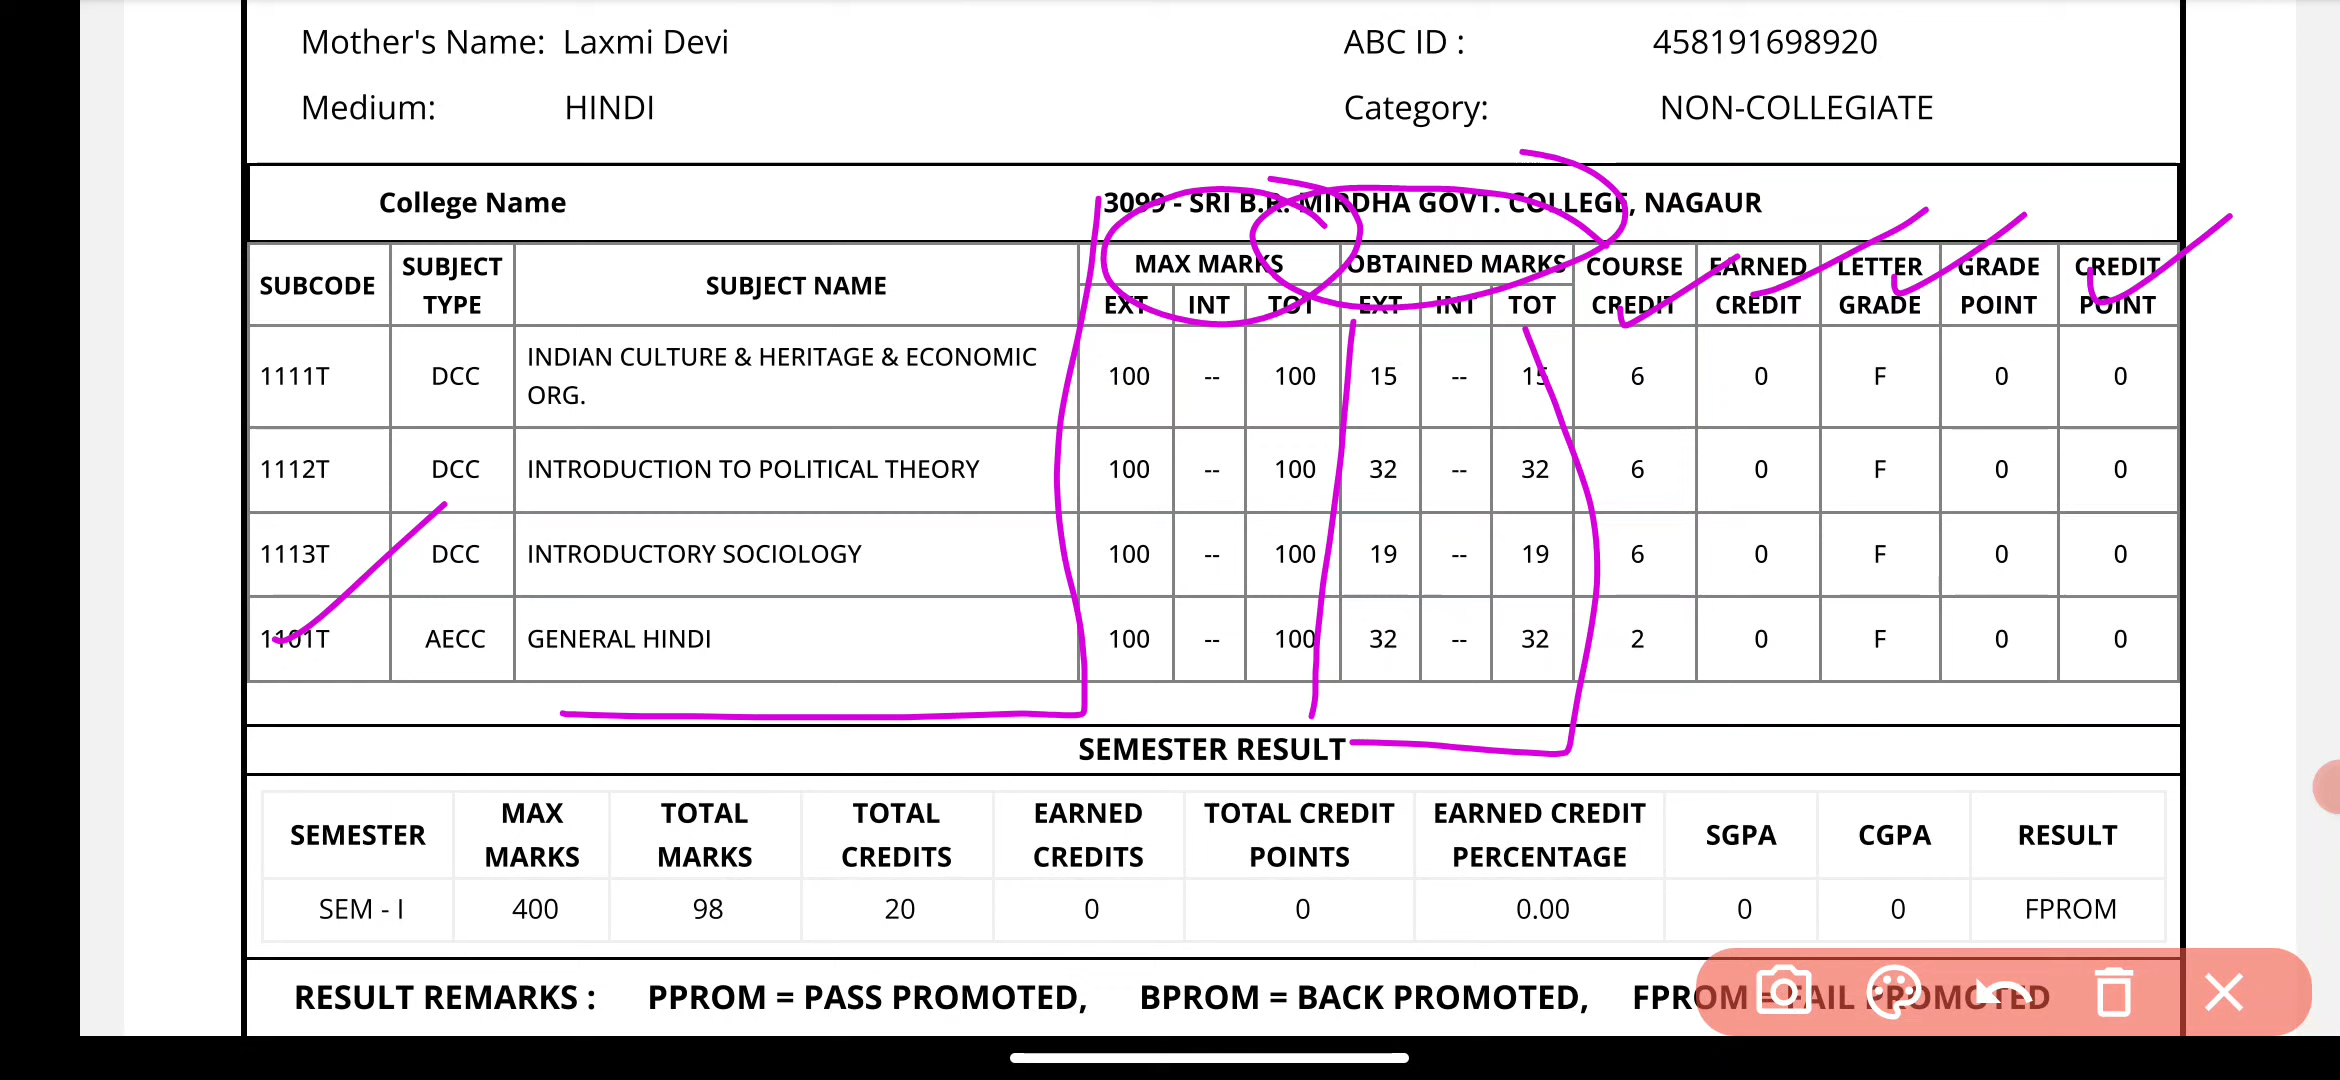 Mother's Name: Laxmi Devi ABC ID : 458191698920
Medium: HINDI Category: NON-COLLEGIATE
College Name 3099 - SRI B.R. MIRDHA GOVT. COLLEGE, NAGAUR
SUBCODE SUBJECT TYPE SUBJECT NAME MAX MARKS EXT INT TOT OBTAINED MARKS EXT INT TOT COURSE CREDIT EARNED CREDIT LETTER GRADE GRADE POINT CREDIT POINT
1111T DCC INDIAN CULTURE & HERITAGE & ECONOMIC ORG. 100 -- 100 15 -- 15 6 0 F 0 0
1112T DCC INTRODUCTION TO POLITICAL THEORY 100 -- 100 32 -- 32 6 0 F 0 0
1113T DCC INTRODUCTORY SOCIOLOGY 100 -- 100 19 -- 19 6 0 F 0 0
1101T AECC GENERAL HINDI 100 -- 100 32 -- 32 2 0 F 0 0
SEMESTER RESULT
SEMESTER MAX MARKS TOTAL MARKS TOTAL CREDITS EARNED CREDITS TOTAL CREDIT POINTS EARNED CREDIT PERCENTAGE SGPA CGPA RESULT
SEM - I 400 98 20 0 0 0.00 0 0 FPROM
RESULT REMARKS : PPROM = PASS PROMOTED, BPROM = BACK PROMOTED, FPROM = FAIL PROMOTED